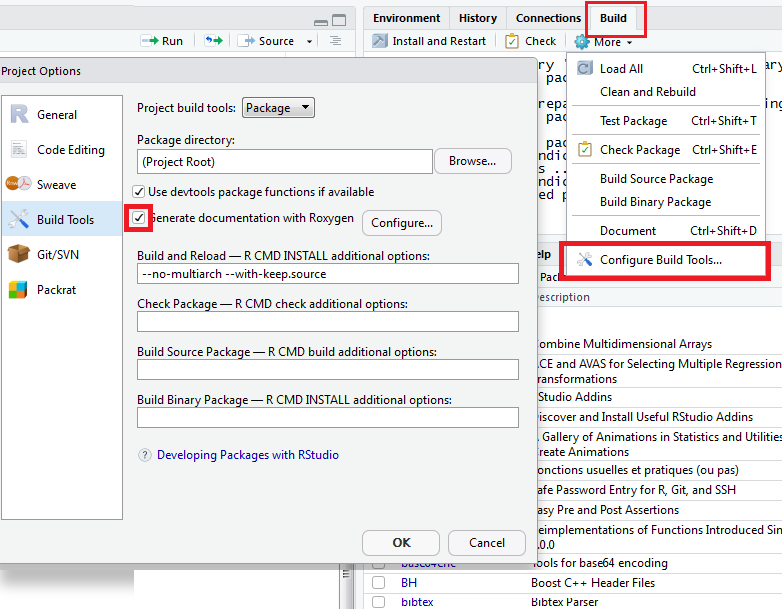 Environment
History
Connections
Build
Run
Source
Install and Restart
Check
More
Project Options
General
Code Editing
Sweave
Build Tools
Git/SVN
Packrat
Project build tools:
Package
Package directory:
(Project Root)
Browse...
Use devtools package functions if available
Generate documentation with Roxygen
Configure...
Build and Reload — R CMD INSTALL additional options:
--no-multiarch --with-keep.source
Check Package — R CMD check additional options:
Build Source Package — R CMD build additional options:
Build Binary Package — R CMD INSTALL additional options:
Developing Packages with RStudio
OK
Cancel
Load All Ctrl+Shift+L
Clean and Rebuild
Test Package Ctrl+Shift+T
Check Package Ctrl+Shift+E
Build Source Package
Build Binary Package
Document Ctrl+Shift+D
Configure Build Tools...
elp
Pack
escription
ombine Multidimensional Arrays
CE and AVAS for Selecting Multiple Regression
ransformations
Studio Addins
iscover and Install Useful RStudio Addins
Gallery of Animations in Statistics and Utilities
reate Animations
onctions usuelles et pratiques (ou pas)
afe Password Entry for R, Git, and SSH
asy Pre and Post Assertions
eimplementations of Functions Introduced Sin
.0.0
base64enc Tools for base64 encoding
BH Boost C++ Header Files
bibtex Bibtex Parser